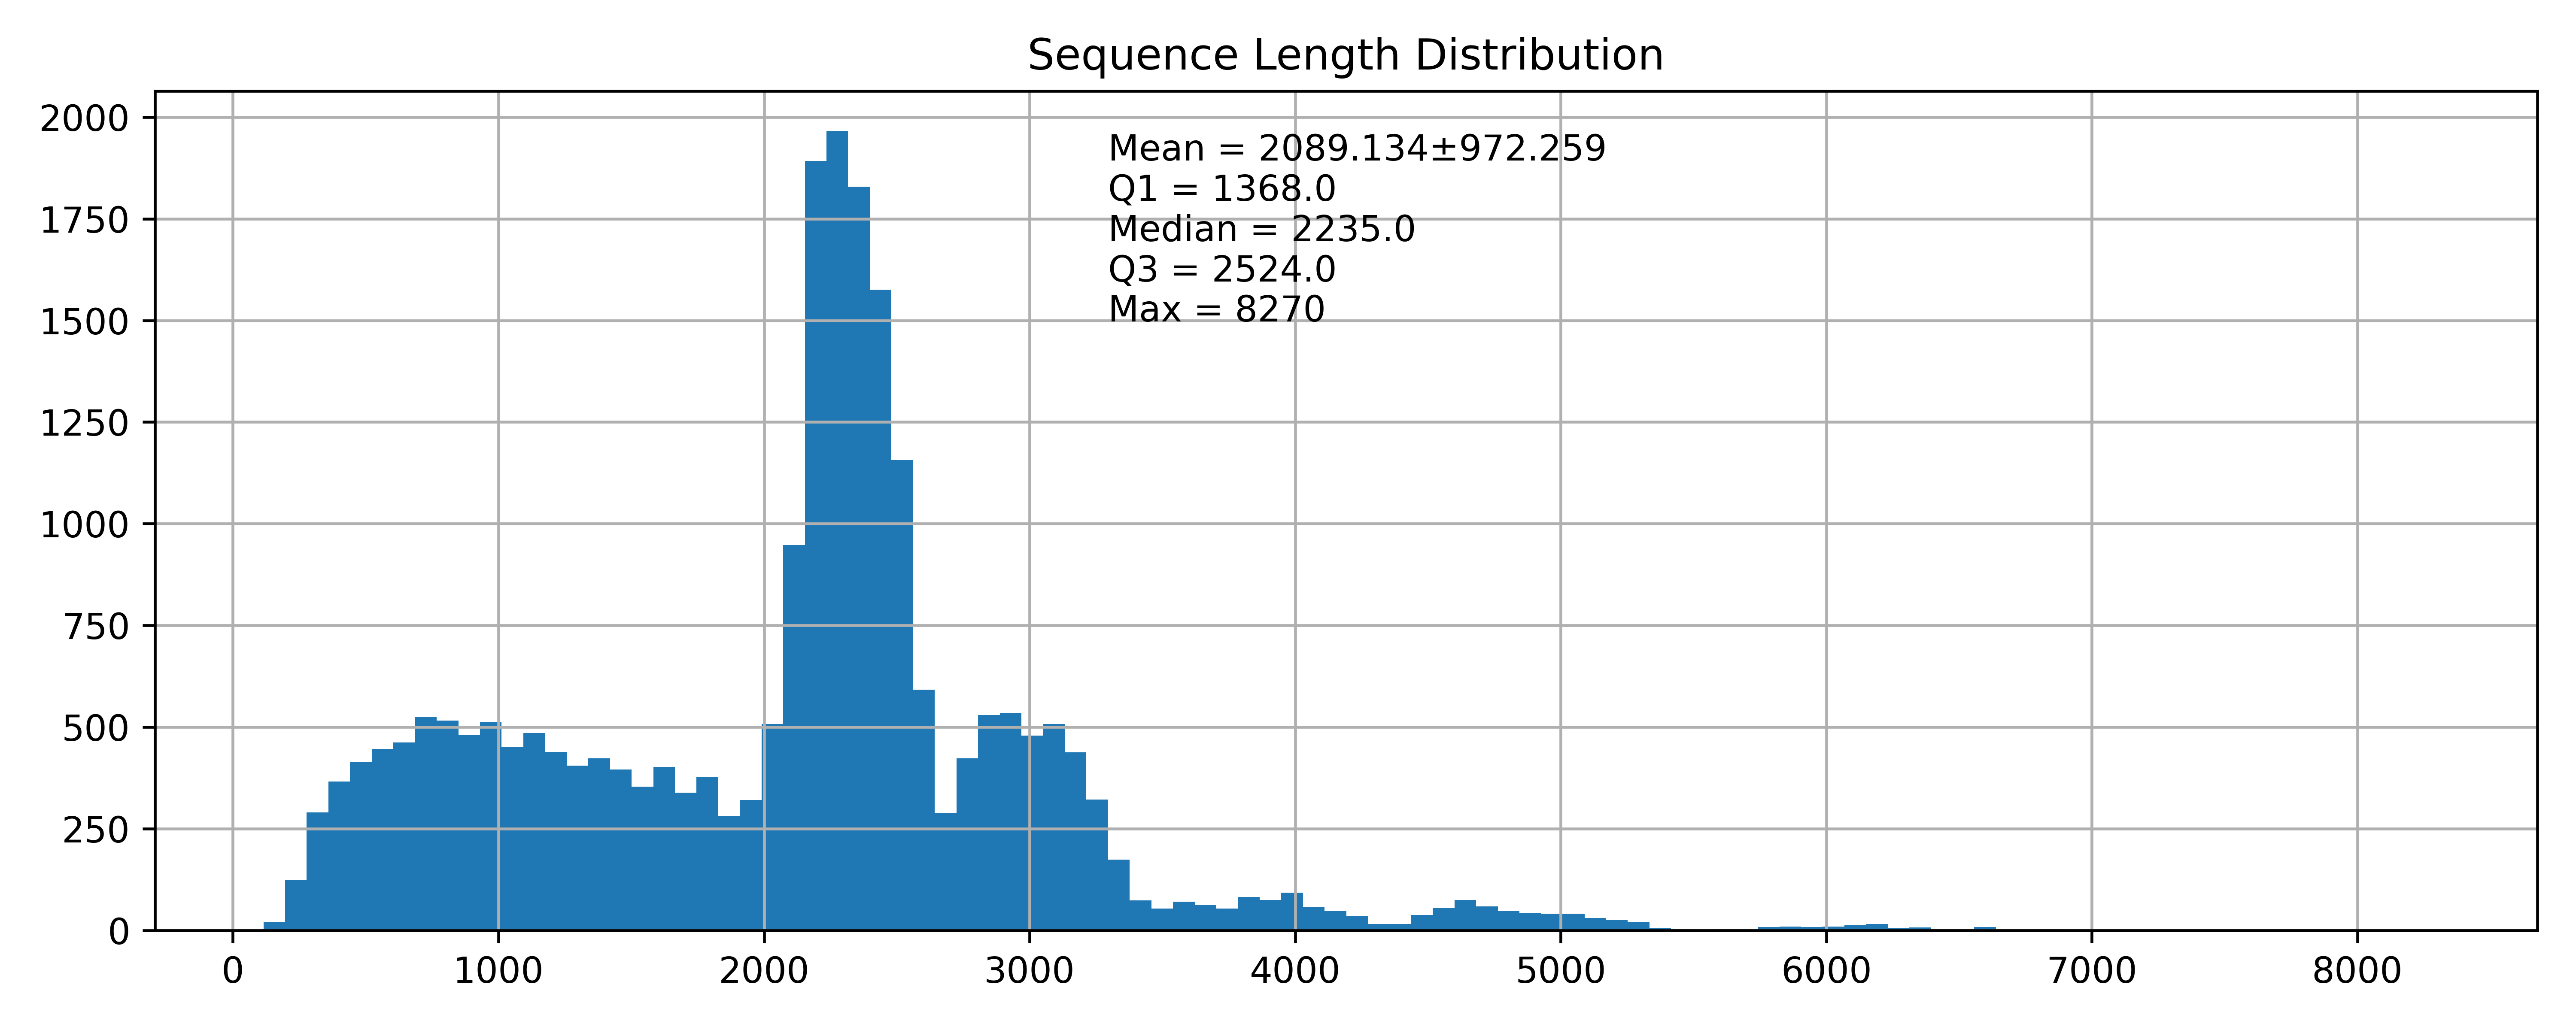 Sequence Length Distribution
2000
1750
1500
1250
1000
750
500
250
0
Mean = 2089.134±972.259
Q1 = 1368.0
Median = 2235.0
Q3 = 2524.0
Max = 8270
0 1000 2000 3000 4000 5000 6000 7000 8000